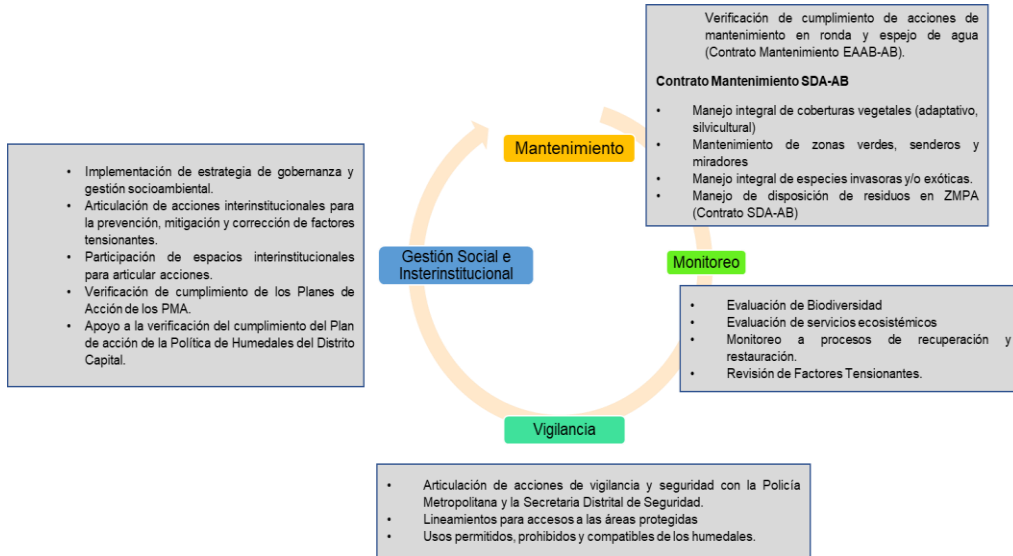 Verificación de cumplimiento de acciones de
mantenimiento en ronda y espejo de agua
(Contrato Mantenimiento EAAB-AB).
Contrato Mantenimiento SDA-AB
• Manejo integral de coberturas vegetales (adaptativo,
silvicultural)
• Mantenimiento de zonas verdes, senderos y
miradores
• Manejo integral de especies invasoras y/o exóticas.
• Manejo de disposición de residuos en ZMPA
(Contrato SDA-AB)
Mantenimiento
• Implementación de estrategia de gobernanza y
gestión socioambiental.
• Articulación de acciones interinstitucionales para
la prevención, mitigación y corrección de factores
tensionantes.
• Participación de espacios interinstitucionales
para articular acciones.
• Verificación de cumplimiento de los Planes de
Acción de los PMA.
• Apoyo a la verificación del cumplimiento del Plan
de acción de la Política de Humedales del Distrito
Capital.
Gestión Social e
Insterinstitucional
Monitoreo
• Evaluación de Biodiversidad
• Evaluación de servicios ecosistémicos
• Monitoreo a procesos de recuperación y
restauración.
• Revisión de Factores Tensionantes.
Vigilancia
• Articulación de acciones de vigilancia y seguridad con la Policía
Metropolitana y la Secretaria Distrital de Seguridad.
• Lineamientos para accesos a las áreas protegidas
• Usos permitidos, prohibidos y compatibles de los humedales.